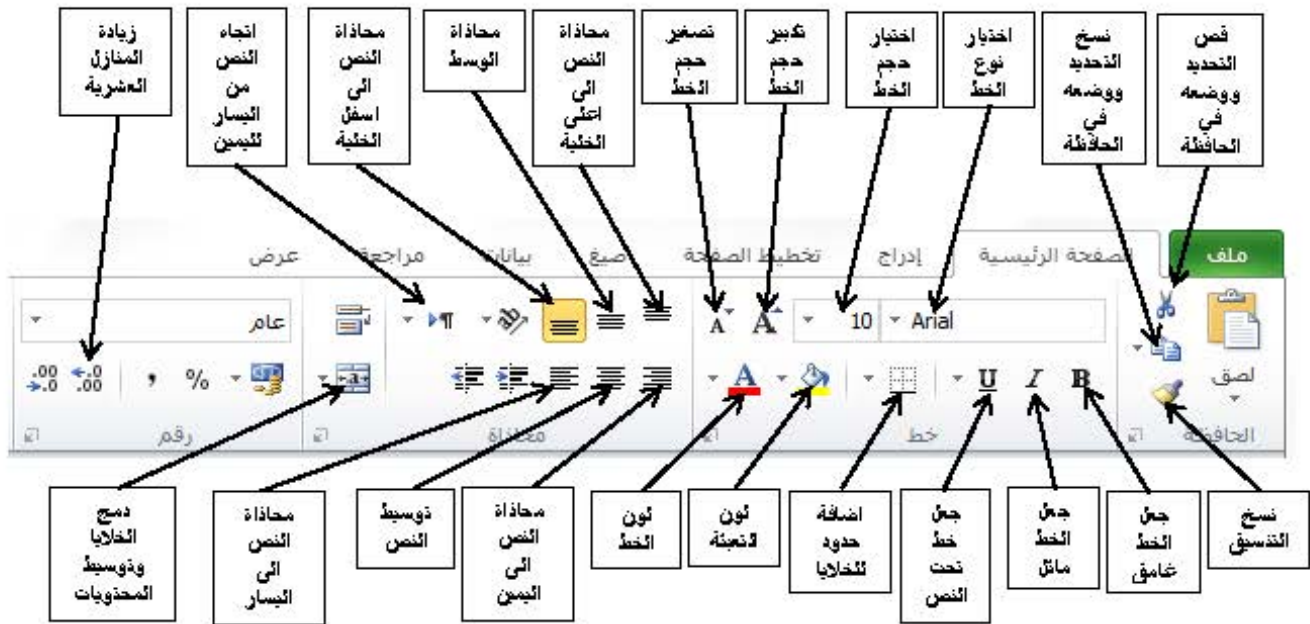 قص
التحديد
ووضعه
في
الحافظة
نسخ
التحديد
ووضعه
في
الحافظة
اختيار
نوع
الخط
اختيار
حجم
الخط
تكبير
حجم
الخط
تصغير
حجم
الخط
محاذاة
النص
الى
اعلى
الخلية
محاذاة
الوسط
محاذاة
النص
الى
اسفل
الخلية
اتجاه
النص
من
اليسار
لليمين
زيادة
المنازل
العشرية
ملف
الصفحة الرئيسية
إدراج
تخطيط الصفحة
صيغ
بيانات
مراجعة
عرض
Arial
10
عام
لصق
B
I
U
A
%
,
.00
.0
الحافظة
خط
محاذاة
رقم
نسخ
التنسيق
جعل
الخط
غامق
جعل
الخط
مائل
جعل
خط
تحت
النص
اضافة
حدود
للخلايا
لون
التعبئة
لون
الخط
محاذاة
النص
الى
اليمين
توسيط
النص
محاذاة
النص
الى
اليسار
دمج
الخلايا
وتوسيط
المحتويات